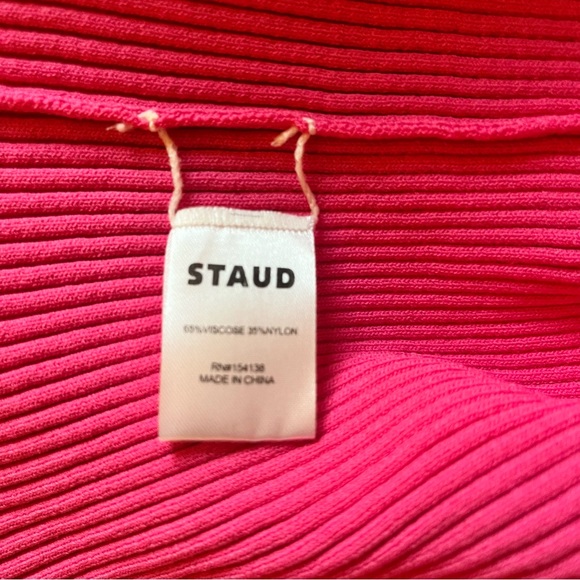 STAUD
65%VISCOSE 35%NYLON
RN#154138
MADE IN CHINA